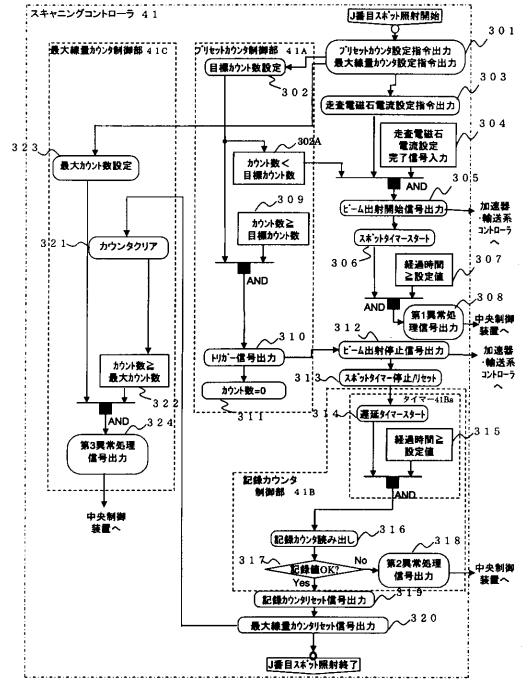 スキャニングコントローラ 41
J番目スポット照射開始
最大線量カウンタ制御部 41C
プリセットカウンタ制御部 41A
プリセットカウンタ設定指令出力
最大線量カウンタ設定指令出力
301
目標カウント数設定
302
303
走査電磁石電流設定指令出力
304
走査電磁石
電流設定
完了信号入力
302A
323
最大カウント数設定
カウント数<
目標カウント数
AND
305
ビーム出射開始信号出力
加速器
・輸送系
コントローラ
へ
309
カウント数≧
目標カウント数
321
カウンタクリア
スポットタイマースタート
306
経過時間
≧設定値
307
AND
AND
308
第1異常処
理信号出力
中央制御
装置へ
310
トリガー信号出力
312
ビーム出射停止信号出力
加速器
・輸送系
コントローラ
へ
カウント数≧
最大カウント数
322
カウント数=0
311
313
スポットタイマー停止/リセット
タイマー41Ba
314
遅延タイマースタート
AND
324
第3異常処理
信号出力
経過時間≧
設定値
315
AND
中央制御
装置へ
記録カウンタ
制御部 41B
316
記録カウンタ読み出し
317
記録値OK?
No
318
第2異常処理
信号出力
中央制御
装置へ
Yes
319
記録カウンタリセット信号出力
最大線量カウンタリセット信号出力
320
J番目スポット照射終了